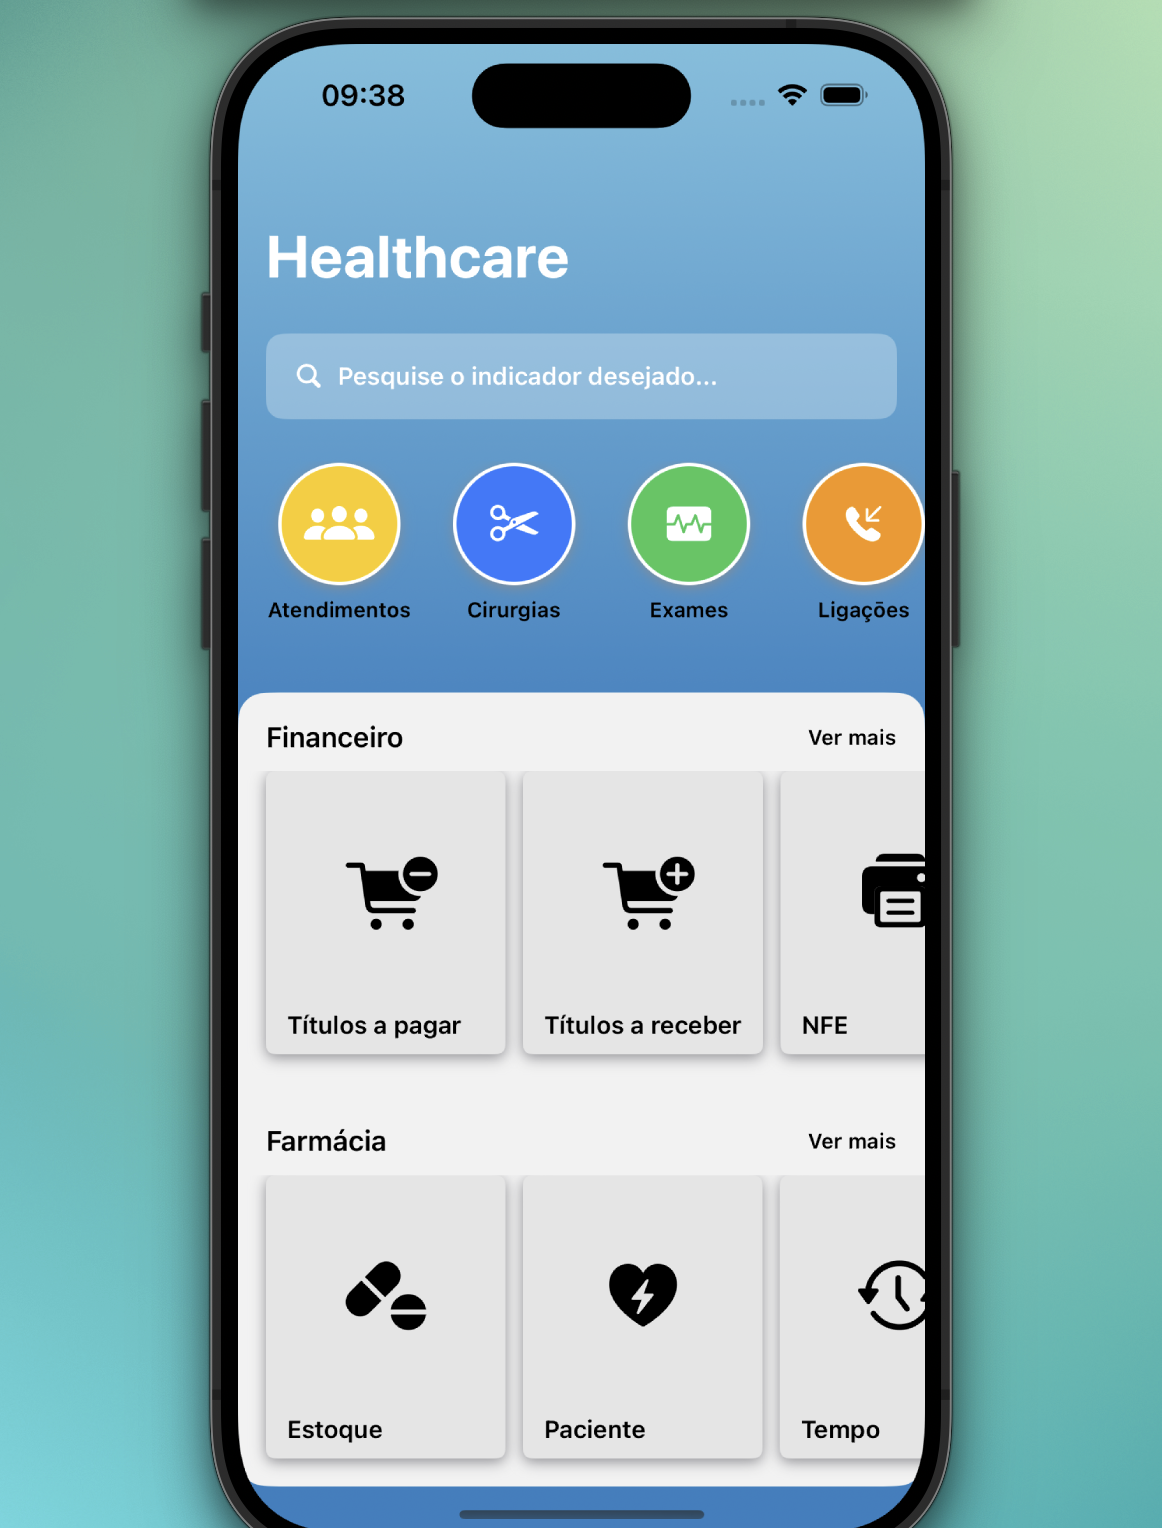 09:38
Healthcare
Pesquise o indicador desejado...
Atendimentos
Cirurgias
Exames
Ligações
Financeiro
Ver mais
Títulos a pagar
Títulos a receber
NFE
Farmácia
Ver mais
Estoque
Paciente
Tempo